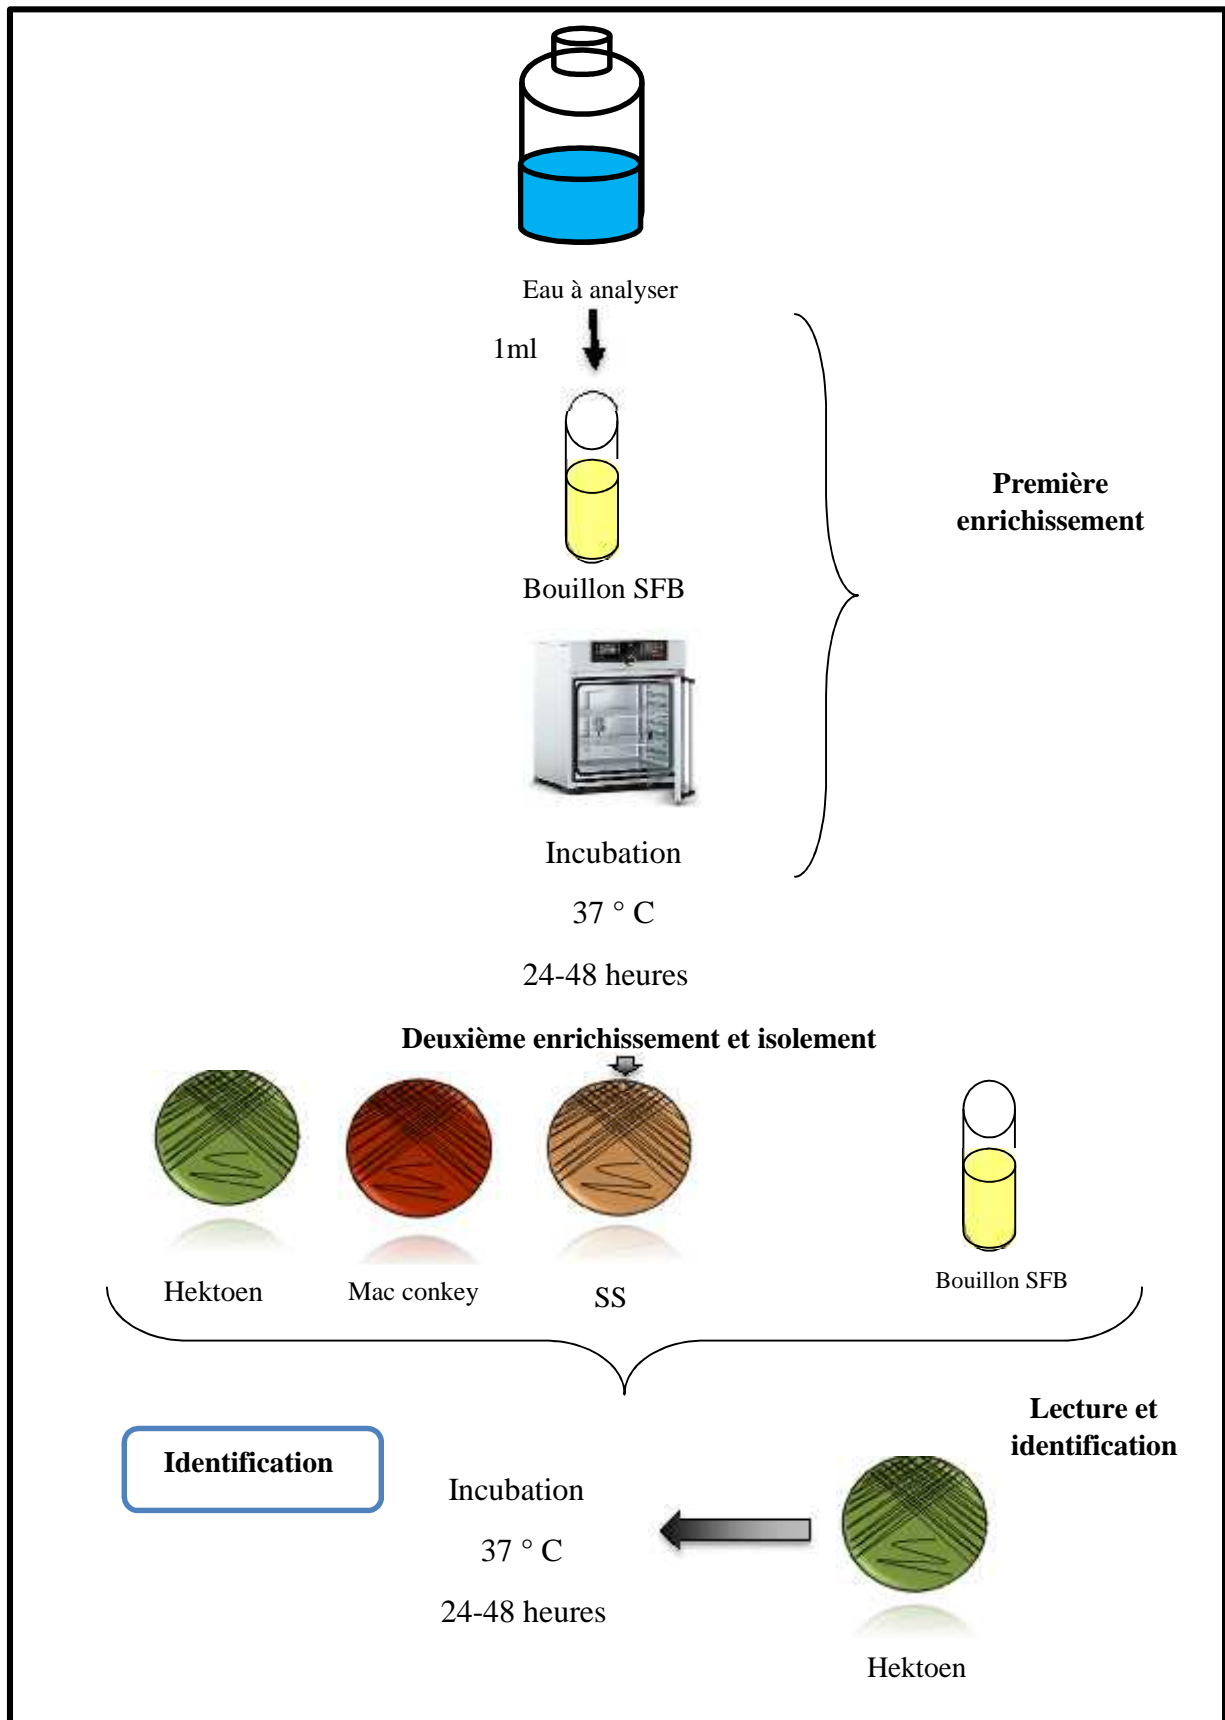 Eau à analyser
1ml
Première
enrichissement
Bouillon SFB
Incubation
37 ° C
24-48 heures
Deuxième enrichissement et isolement
Hektoen
Mac conkey
SS
Bouillon SFB
Lecture et
identification
Identification
Incubation
37 ° C
24-48 heures
Hektoen